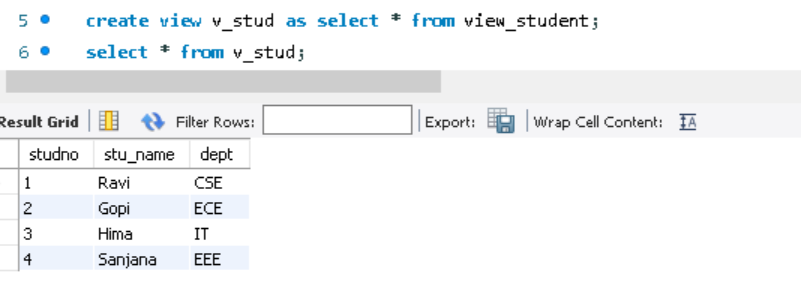 5 create view v_stud as select * from view_student;
6 select * from v_stud;
Result Grid Filter Rows: Export: Wrap Cell Content: IA
studno stu_name dept
1 Ravi CSE
2 Gopi ECE
3 Hima IT
4 Sanjana EEE